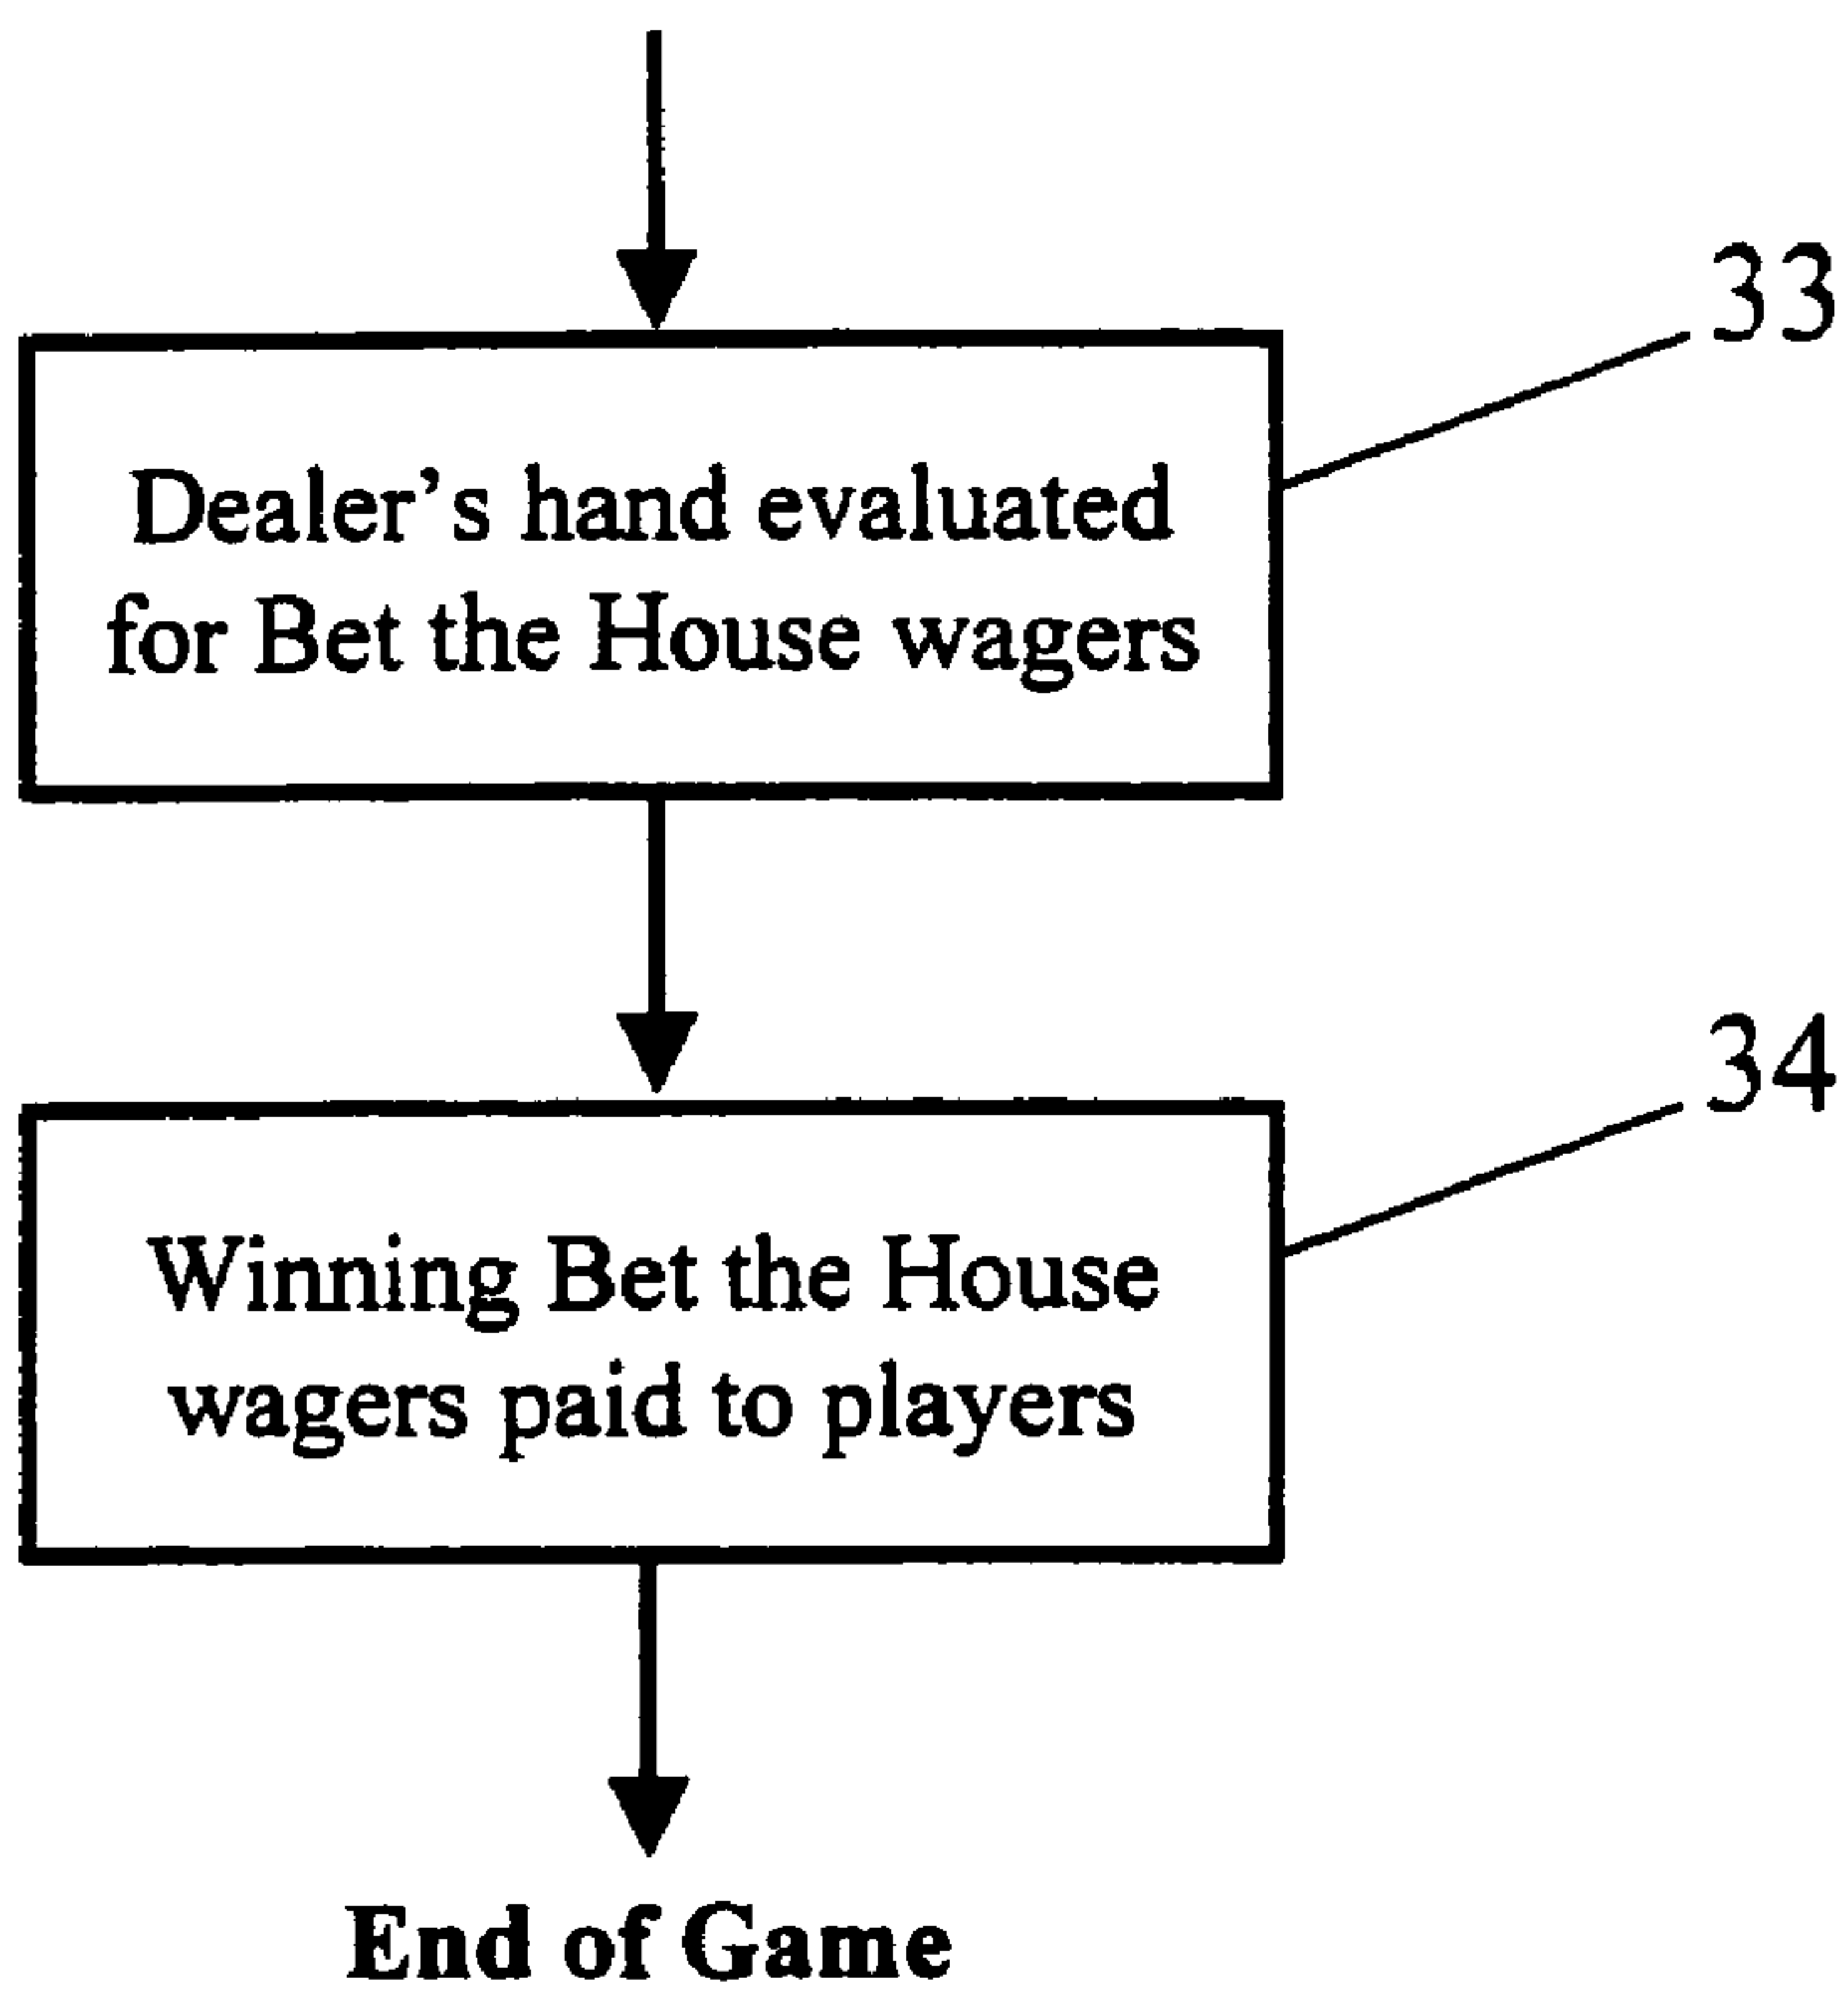 33
Dealer’s hand evaluated
for Bet the House wagers
34
Winning Bet the House
wagers paid to players
End of Game